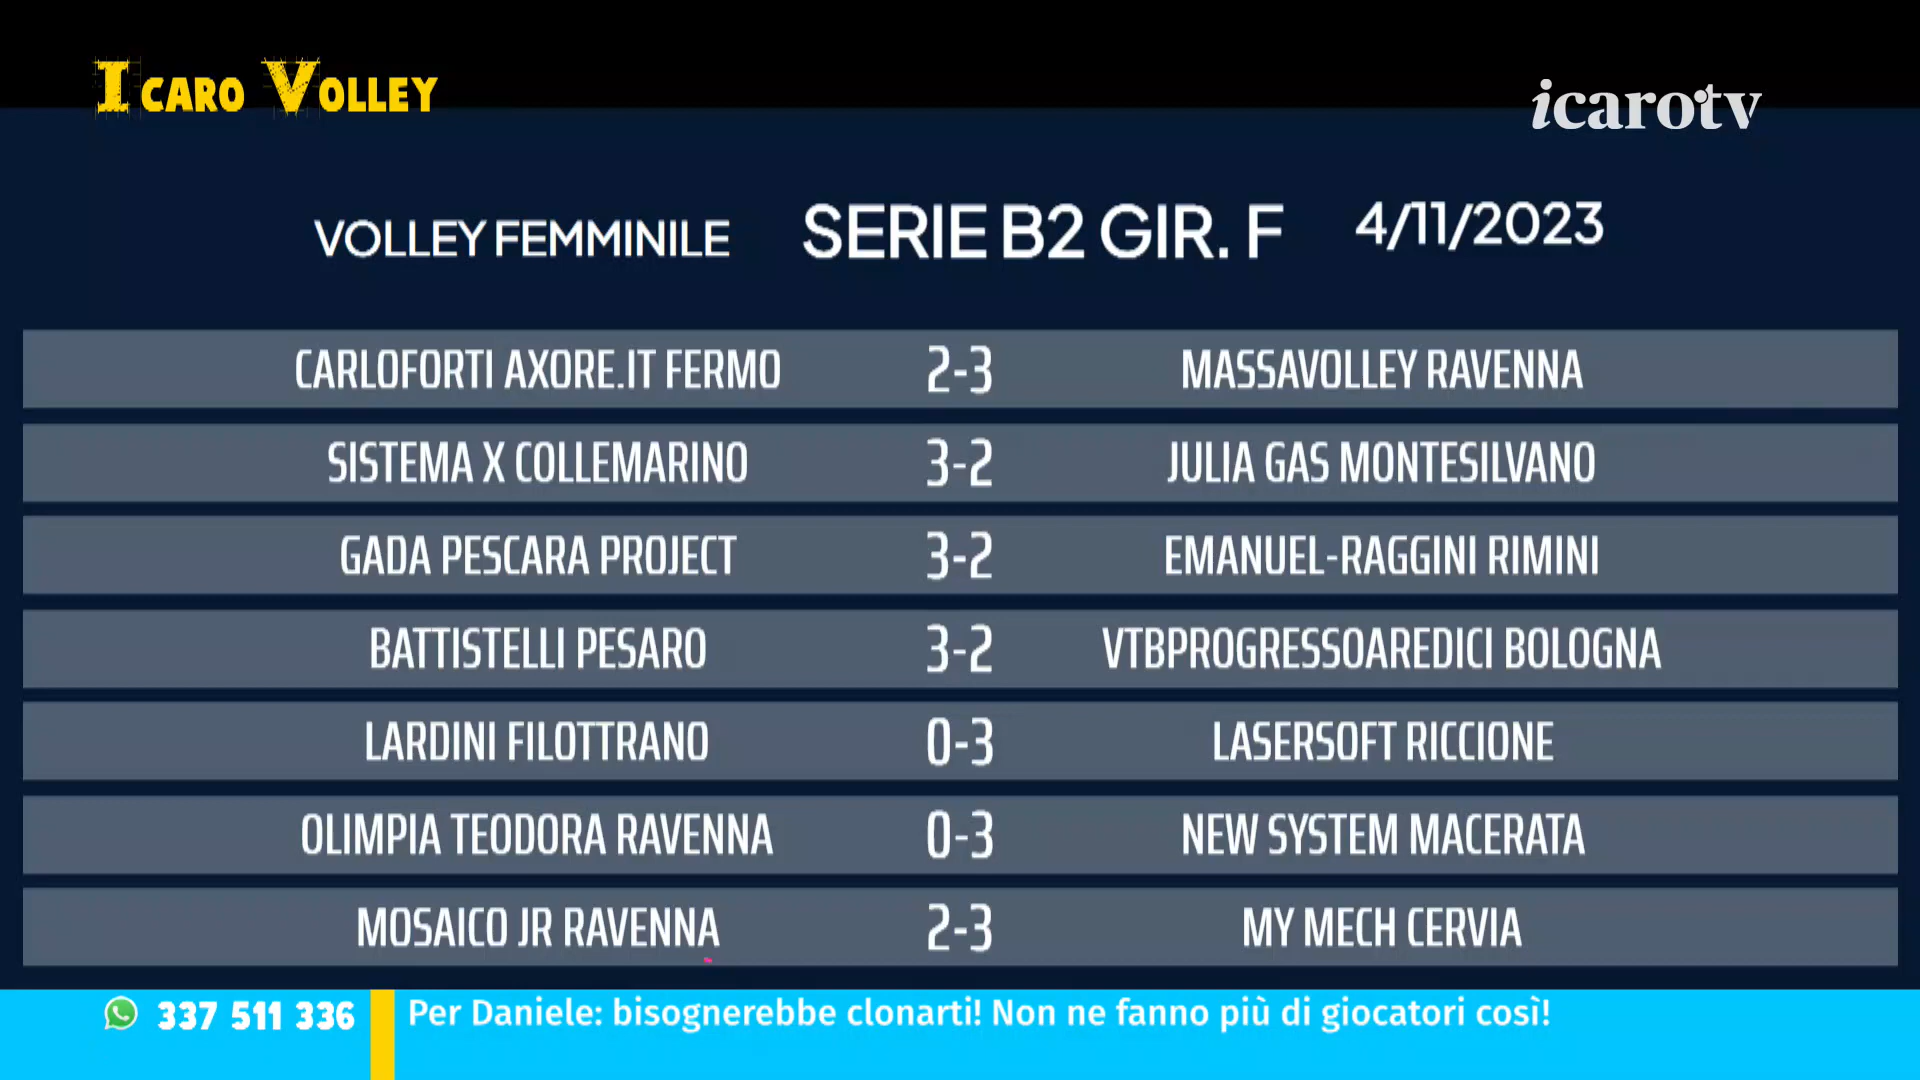 ICARO VOLLEY
icarotv
VOLLEY FEMMINILE SERIE B2 GIR. F 4/11/2023
CARLOFORTI AXORE.IT FERMO 2-3 MASSAVOLLEY RAVENNA
SISTEMA X COLLEMARINO 3-2 JULIA GAS MONTESILVANO
GADA PESCARA PROJECT 3-2 EMANUEL-RAGGINI RIMINI
BATTISTELLI PESARO 3-2 VTBPROGRESSOAREDICI BOLOGNA
LARDINI FILOTTRANO 0-3 LASERSOFT RICCIONE
OLIMPIA TEODORA RAVENNA 0-3 NEW SYSTEM MACERATA
MOSAICO JR RAVENNA 2-3 MY MECH CERVIA
337 511 336 Per Daniele: bisognerebbe clonarti! Non ne fanno più di giocatori così!